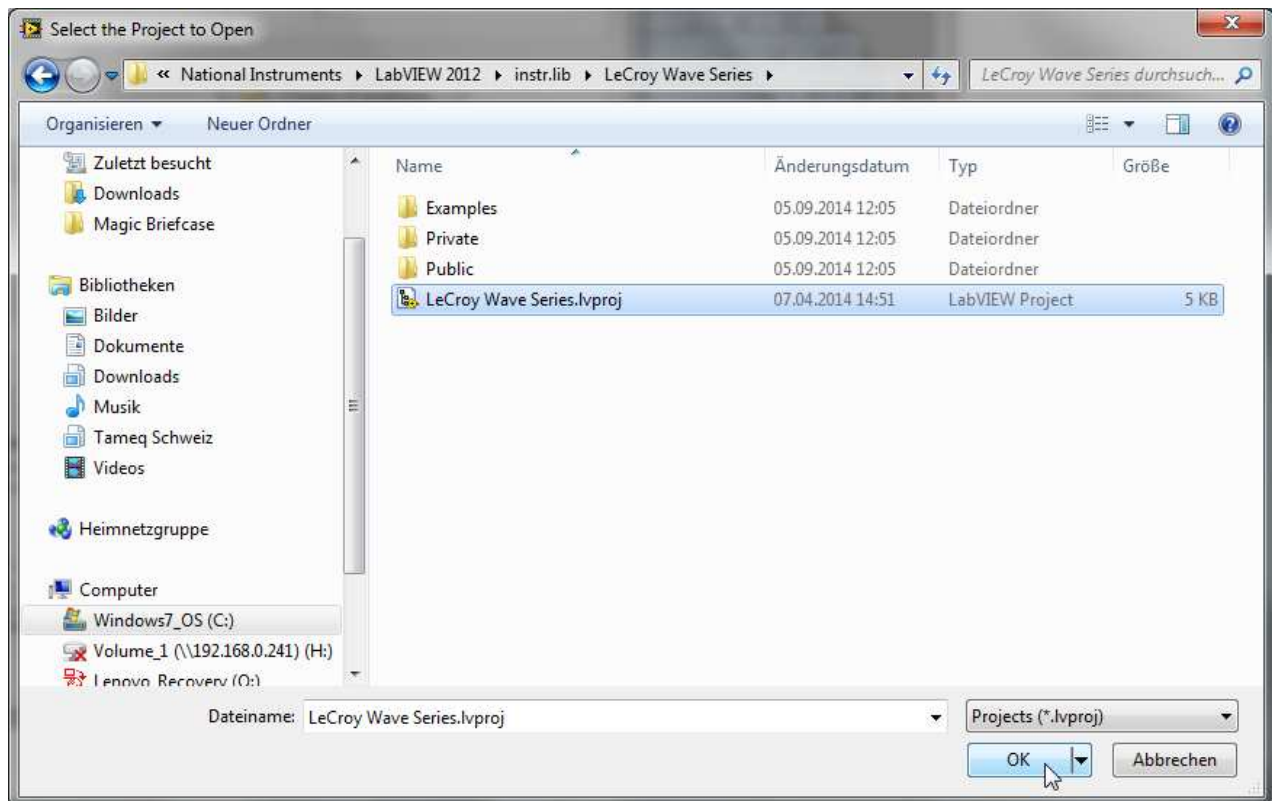 Select the Project to Open
« National Instruments LabVIEW 2012 instr.lib LeCroy Wave Series LeCroy Wave Series durchsuch...
Organisieren Neuer Ordner
Zuletzt besucht
Downloads
Magic Briefcase
Bibliotheken
Bilder
Dokumente
Downloads
Musik
Tameq Schweiz
Videos
Heimnetzgruppe
Computer
Windows7_OS (C:)
Volume_1 (\\192.168.0.241) (H:)
Lenovo_Recovery (Q:)
Name Änderungsdatum Typ Größe
Examples 05.09.2014 12:05 Dateiordner
Private 05.09.2014 12:05 Dateiordner
Public 05.09.2014 12:05 Dateiordner
LeCroy Wave Series.lvproj 07.04.2014 14:51 LabVIEW Project 5 KB
Dateiname: LeCroy Wave Series.lvproj Projects (*.lvproj)
OK Abbrechen